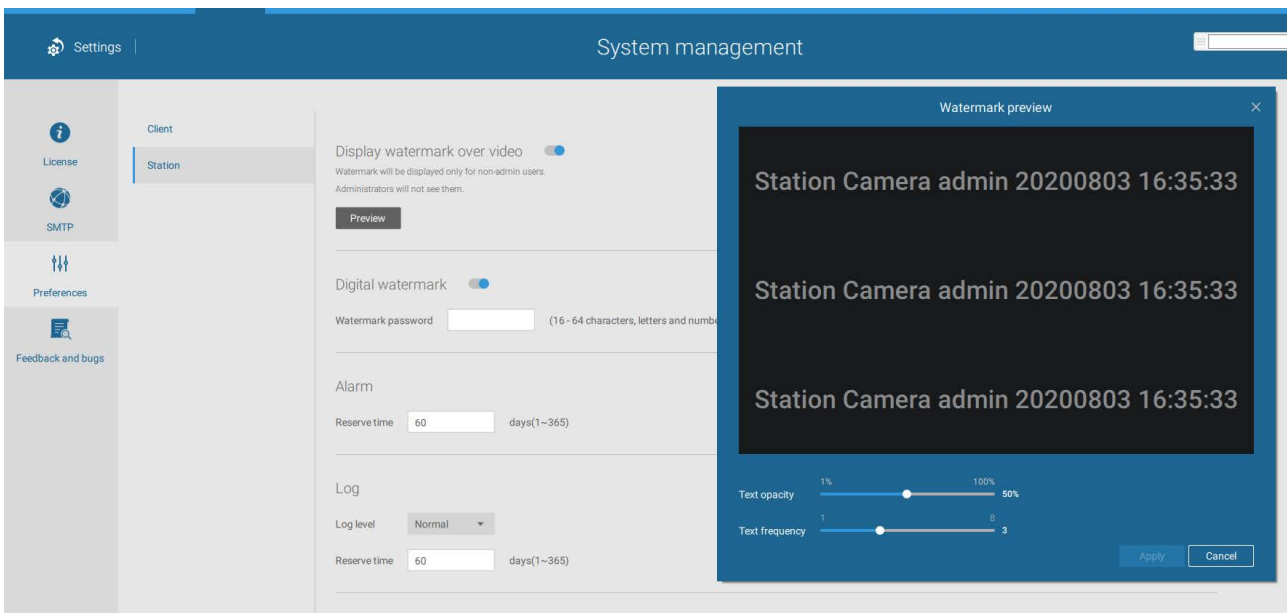 Settings
System management
License
SMTP
Preferences
Feedback and bugs
Client
Station
Display watermark over video
Watermark will be displayed only for non-admin users.
Administrators will not see them.
Preview
Digital watermark
Watermark password (16 - 64 characters, letters and numbe
Alarm
Reserve time 60 days(1~365)
Log
Log level Normal
Reserve time 60 days(1~365)
Watermark preview
Station Camera admin 20200803 16:35:33
Station Camera admin 20200803 16:35:33
Station Camera admin 20200803 16:35:33
1% 100%
Text opacity 50%
1 8
Text frequency 3
Apply Cancel